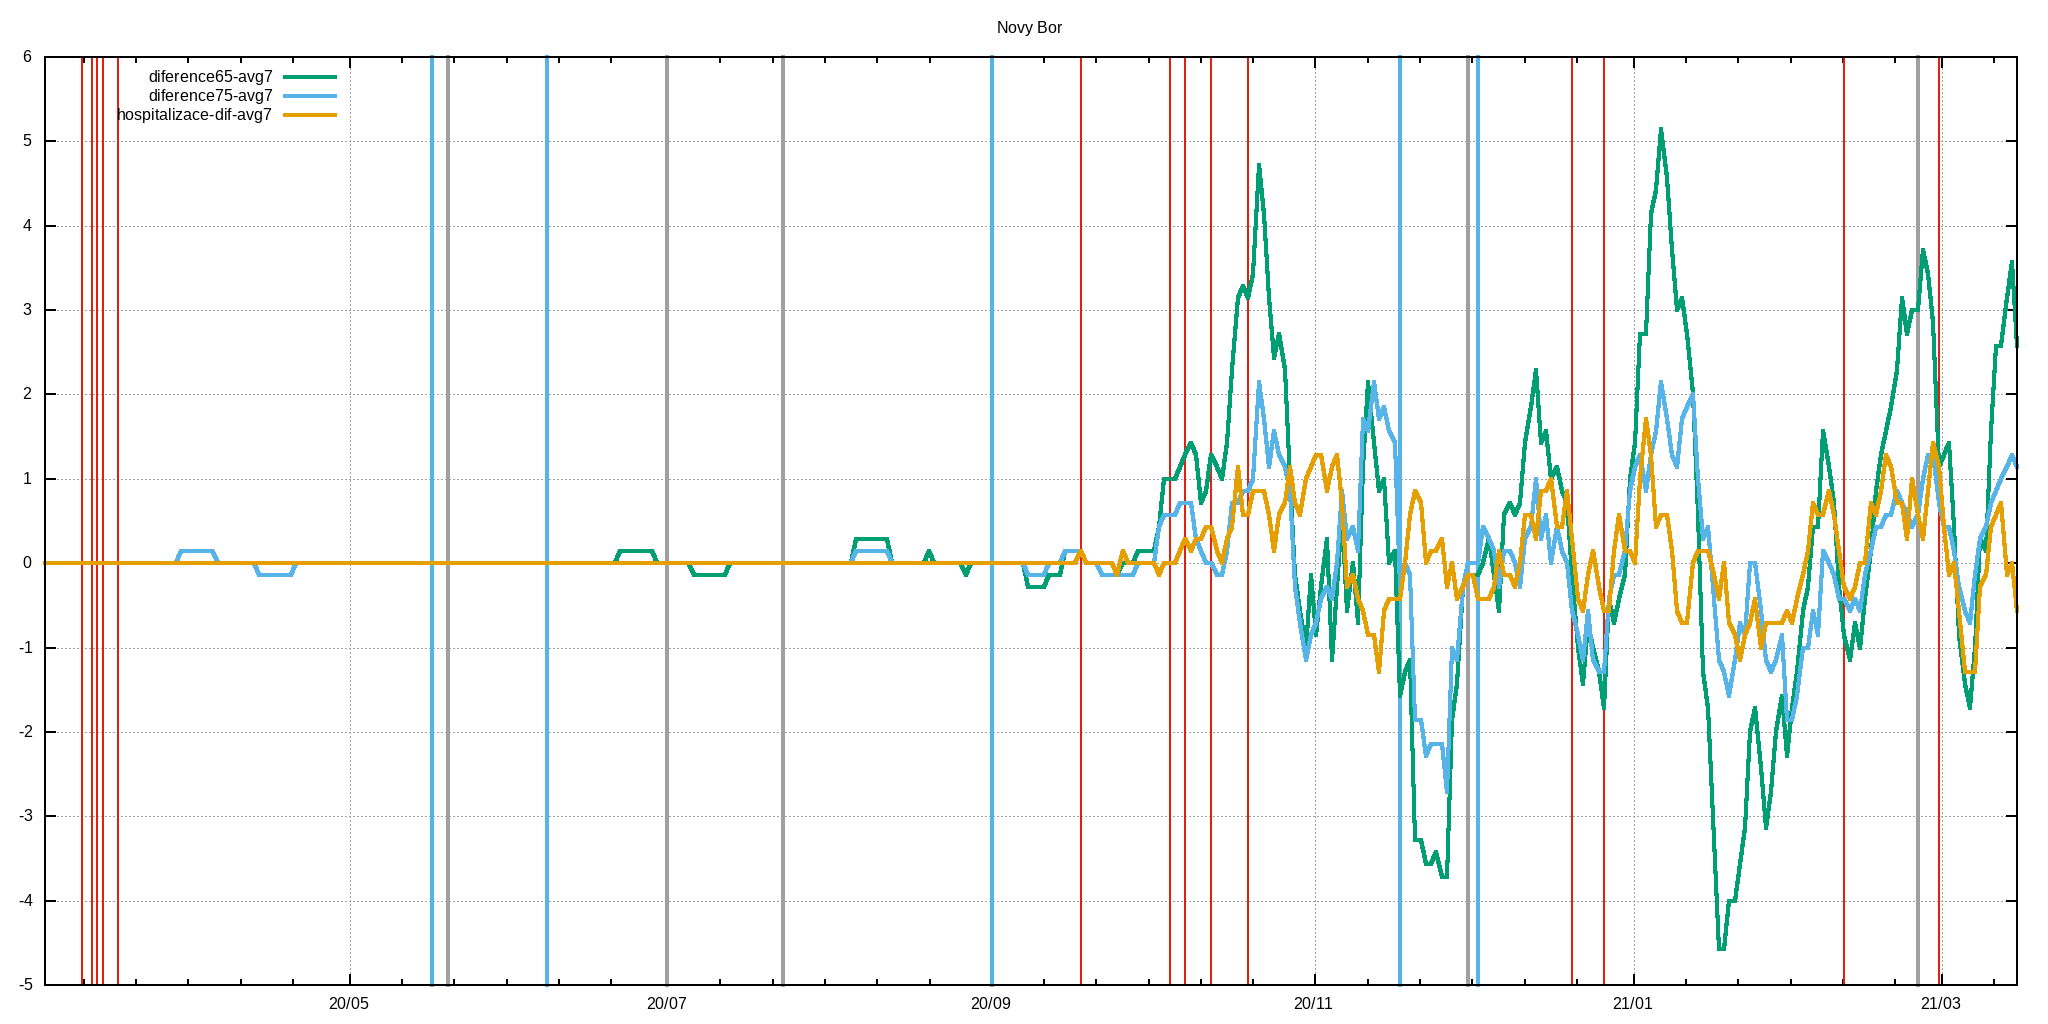 Novy Bor
6
5
4
3
2
1
0
-1
-2
-3
-4
-5
diference65-avg7
diference75-avg7
hospitalizace-dif-avg7
20/05 20/07 20/09 20/11 21/01 21/03